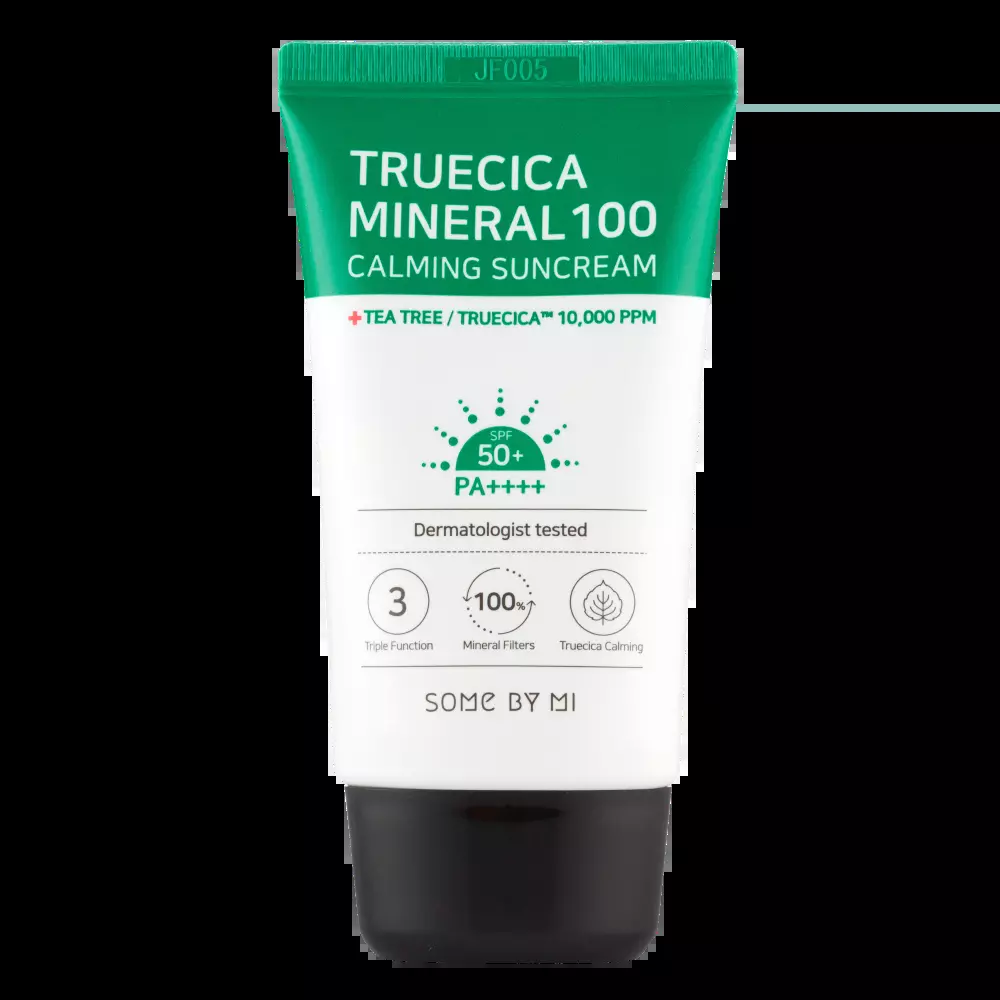 JF005
TRUECICA
MINERAL 100
CALMING SUNCREAM
+TEA TREE / TRUECICA™ 10,000 PPM
SPF
50+
PA++++
Dermatologist tested
3
100%
Triple Function
Mineral Filters
Truecica Calming
SOME BY MI